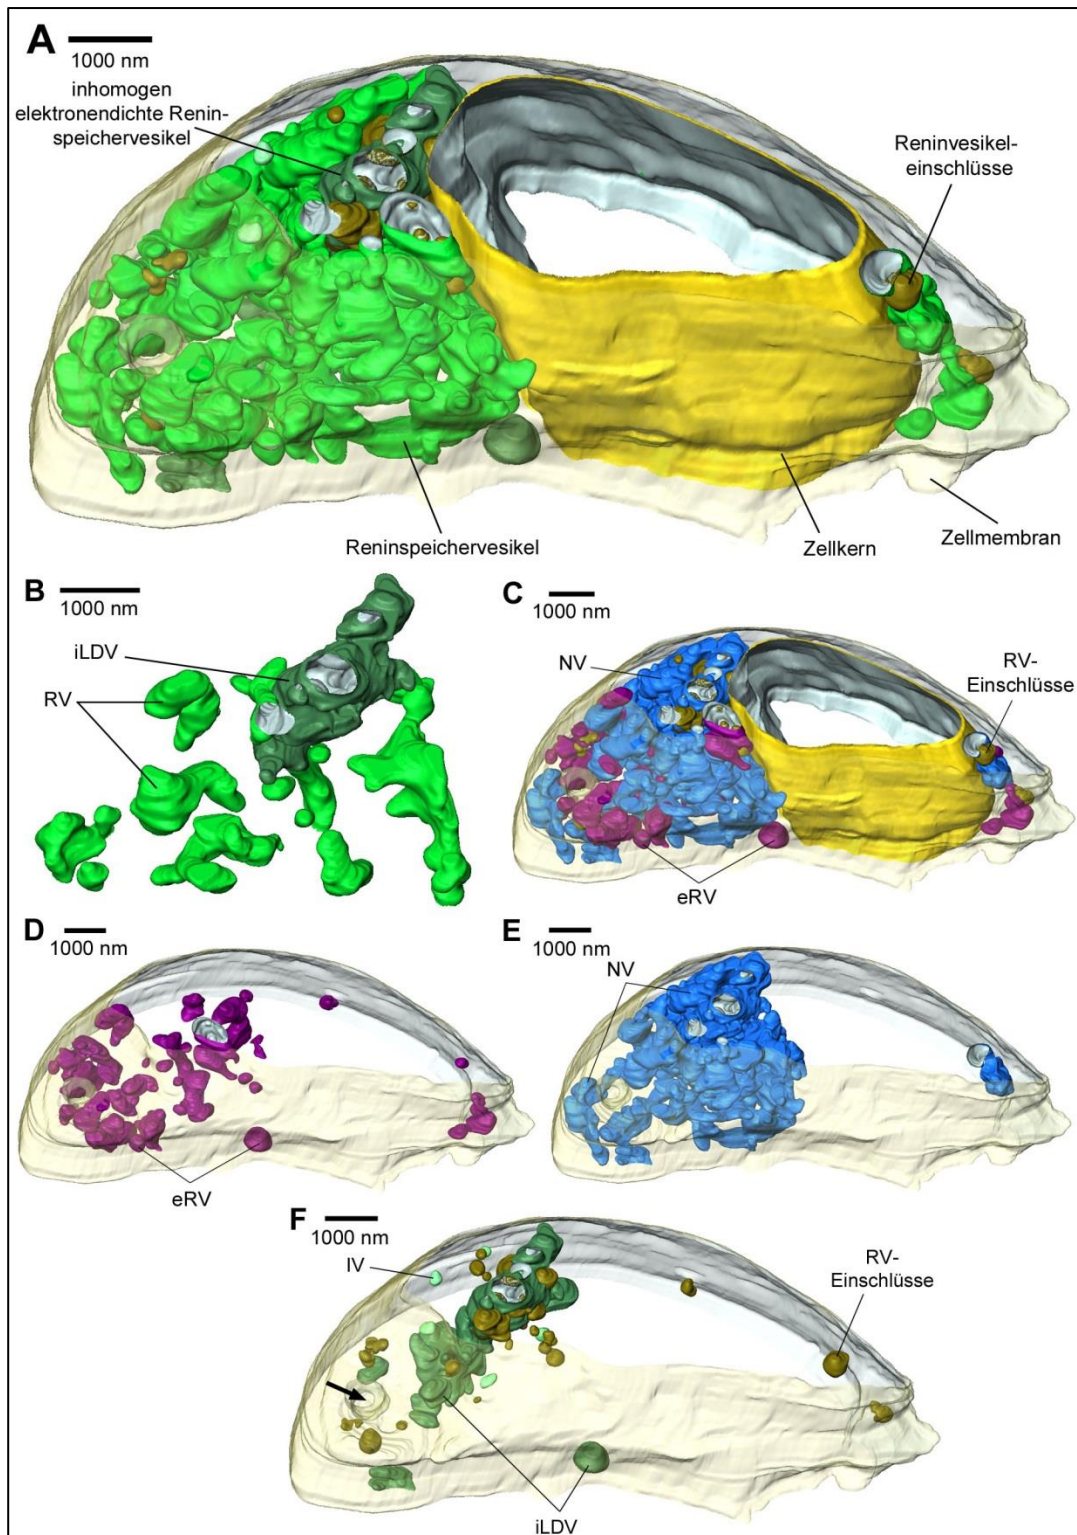 A
1000 nm
inhomogen
elektronendichte Renin-
speichervesikel
Reninvesikel-
einschlüsse
Reninspeichervesikel
Zellkern
Zellmembran
B
1000 nm
iLDV
RV
C
1000 nm
NV
RV-
Einschlüsse
eRV
D
1000 nm
eRV
E
1000 nm
NV
F
1000 nm
IV
RV-
Einschlüsse
iLDV